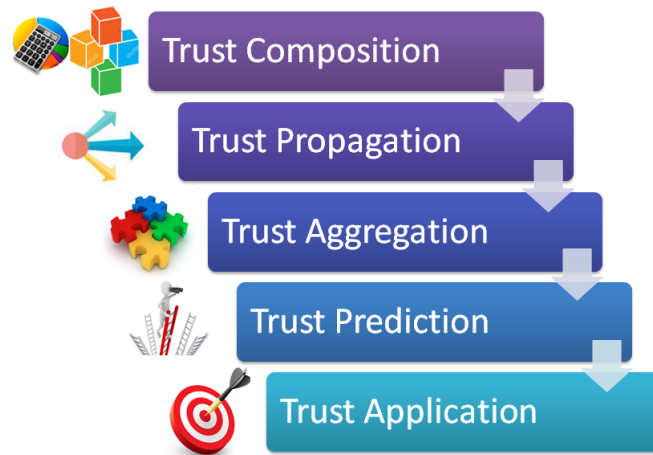 Trust Composition
Trust Propagation
Trust Aggregation
Trust Prediction
Trust Application